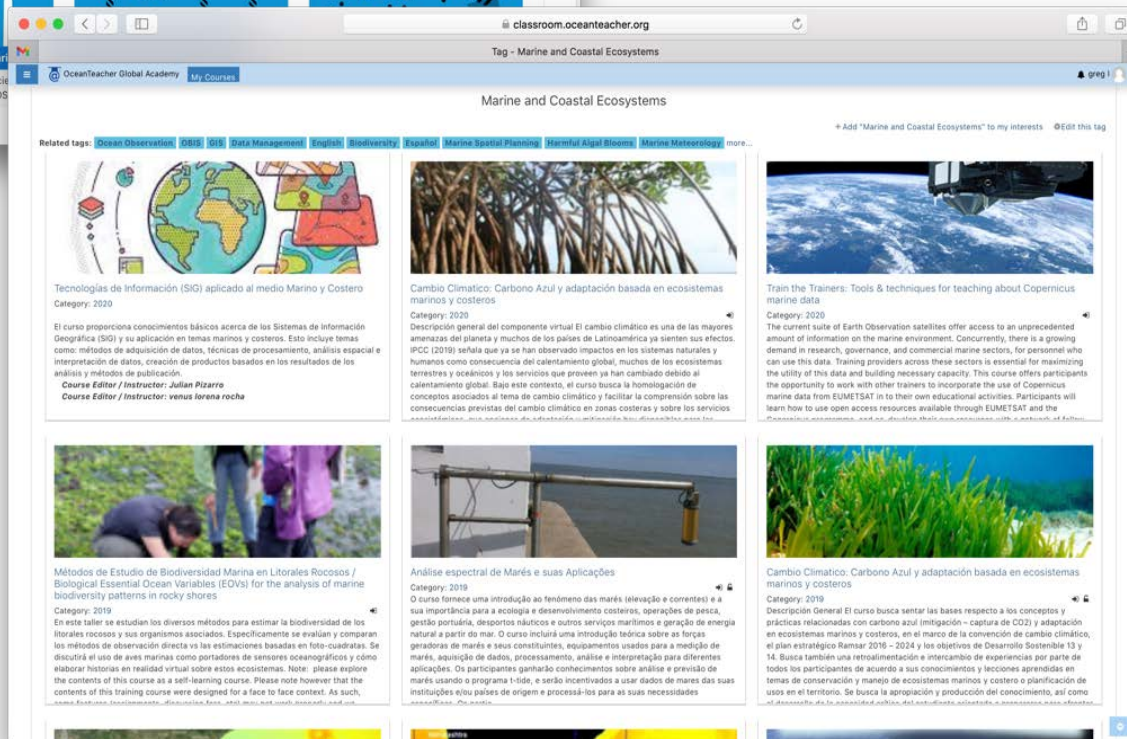 classroom.oceanteacher.org
Tag - Marine and Coastal Ecosystems
OceanTeacher Global Academy My Courses
greg l
Marine and Coastal Ecosystems
+ Add "Marine and Coastal Ecosystems" to my interests Edit this tag
Related tags: Ocean Observation OBIS GIS Data Management English Biodiversity Español Marine Spatial Planning Harmful Algal Blooms Marine Meteorology more...
Tecnologías de Información (SIG) aplicado al medio Marino y Costero
Category: 2020
El curso proporciona conocimientos básicos acerca de los Sistemas de Información
Geográfica (SIG) y su aplicación en temas marinos y costeros. Esto incluye temas
como: métodos de adquisición de datos, técnicas de procesamiento, análisis espacial e
interpretación de datos, creación de productos basados en los resultados de los
análisis y métodos de publicación.
Course Editor / Instructor: Julian Pizarro
Course Editor / Instructor: venus lorena rocha
Cambio Climatico: Carbono Azul y adaptación basada en ecosistemas
marinos y costeros
Category: 2020
Descripción general del componente virtual El cambio climático es una de las mayores
amenazas del planeta y muchos de los países de Latinoamérica ya sienten sus efectos.
IPCC (2019) señala que ya se han observado impactos en los sistemas naturales y
humanos como consecuencia del calentamiento global, muchos de los ecosistemas
terrestres y oceánicos y los servicios que proveen ya han cambiado debido al
calentamiento global. Bajo este contexto, el curso busca la homologación de
conceptos asociados al tema de cambio climático y facilitar la comprensión sobre las
consecuencias previstas del cambio climático en zonas costeras y sobre los servicios
Train the Trainers: Tools & techniques for teaching about Copernicus
marine data
Category: 2020
The current suite of Earth Observation satellites offer access to an unprecedented
amount of information on the marine environment. Concurrently, there is a growing
demand in research, governance, and commercial marine sectors, for personnel who
can use this data. Training providers across these sectors is essential for maximizing
the utility of this data and building necessary capacity. This course offers participants
the opportunity to work with other trainers to incorporate the use of Copernicus
marine data from EUMETSAT in to their own educational activities. Participants will
learn how to use open access resources available through EUMETSAT and the
Métodos de Estudio de Biodiversidad Marina en Litorales Rocosos /
Biological Essential Ocean Variables (EOVs) for the analysis of marine
biodiversity patterns in rocky shores
Category: 2019
En este taller se estudian los diversos métodos para estimar la biodiversidad de los
litorales rocosos y sus organismos asociados. Específicamente se evalúan y comparan
los métodos de observación directa vs las estimaciones basadas en foto-cuadratas. Se
discutirá el uso de aves marinas como portadores de sensores oceanográficos y cómo
elaborar historias en realidad virtual sobre estos ecosistemas. Note: please explore
the contents of this course as a self-learning course. Please note however that the
contents of this training course were designed for a face to face context. As such,
Análise espectral de Marés e suas Aplicações
Category: 2019
O curso fornece uma introdução ao fenómeno das marés (elevação e correntes) e a
sua importância para a ecologia e desenvolvimento costeiros, operações de pesca,
gestão portuária, desportos náuticos e outros serviços marítimos e geração de energia
natural a partir do mar. O curso incluirá uma introdução teórica sobre as forças
geradoras de marés e seus constituintes, equipamentos usados para a medição de
marés, aquisição de dados, processamento, análise e interpretação para diferentes
aplicações. Os participantes ganharão conhecimentos sobre análise e previsão de
marés usando o programa t-tide, e serão incentivados a usar dados de mares das suas
instituições e/ou países de origem e processá-los para as suas necessidades
Cambio Climatico: Carbono Azul y adaptación basada en ecosistemas
marinos y costeros
Category: 2019
Descripción General El curso busca sentar las bases respecto a los conceptos y
prácticas relacionadas con carbono azul (mitigación – captura de CO2) y adaptación
en ecosistemas marinos y costeros, en el marco de la convención de cambio climático,
el plan estratégico Ramsar 2016 – 2024 y los objetivos de Desarrollo Sostenible 13 y
14. Busca también una retroalimentación e intercambio de experiencias por parte de
todos los participantes de acuerdo a sus conocimientos y lecciones aprendidas en
temas de conservación y manejo de ecosistemas marinos y costero o planificación de
usos en el territorio. Se busca la apropiación y producción del conocimiento, así como